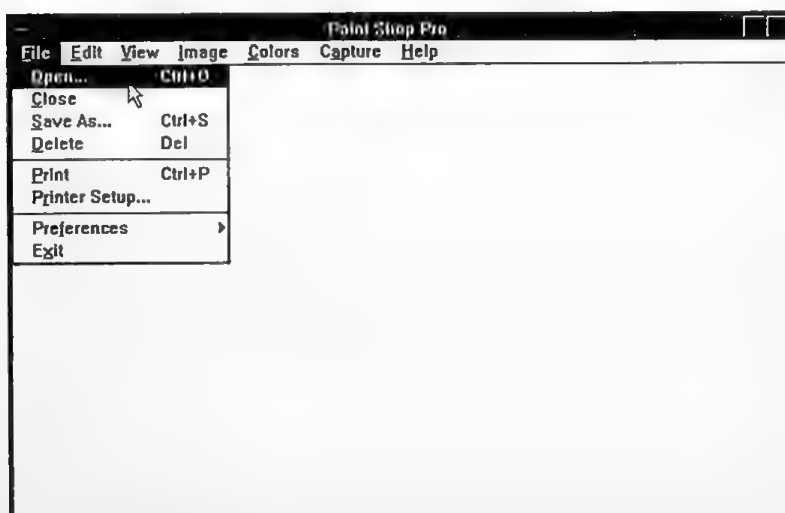 Paint Shop Pro
File Edit View Image Colors Capture Help
Open... Ctrl+O
Close
Save As... Ctrl+S
Delete Del
Print Ctrl+P
Printer Setup...
Preferences
Exit